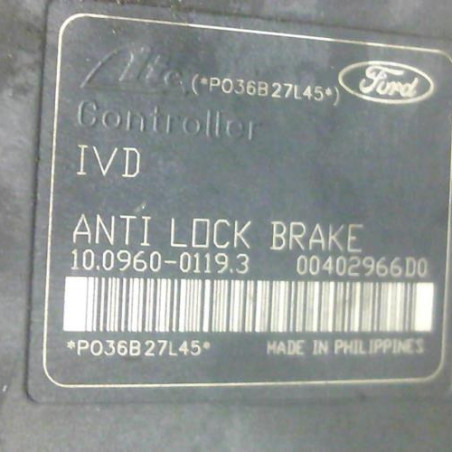 Ate (*P036B27L45*) Ford
Controller
IVD
ANTI LOCK BRAKE
10.0960-0119.3 00402966D0
*P036B27L45* MADE IN PHILIPPINES